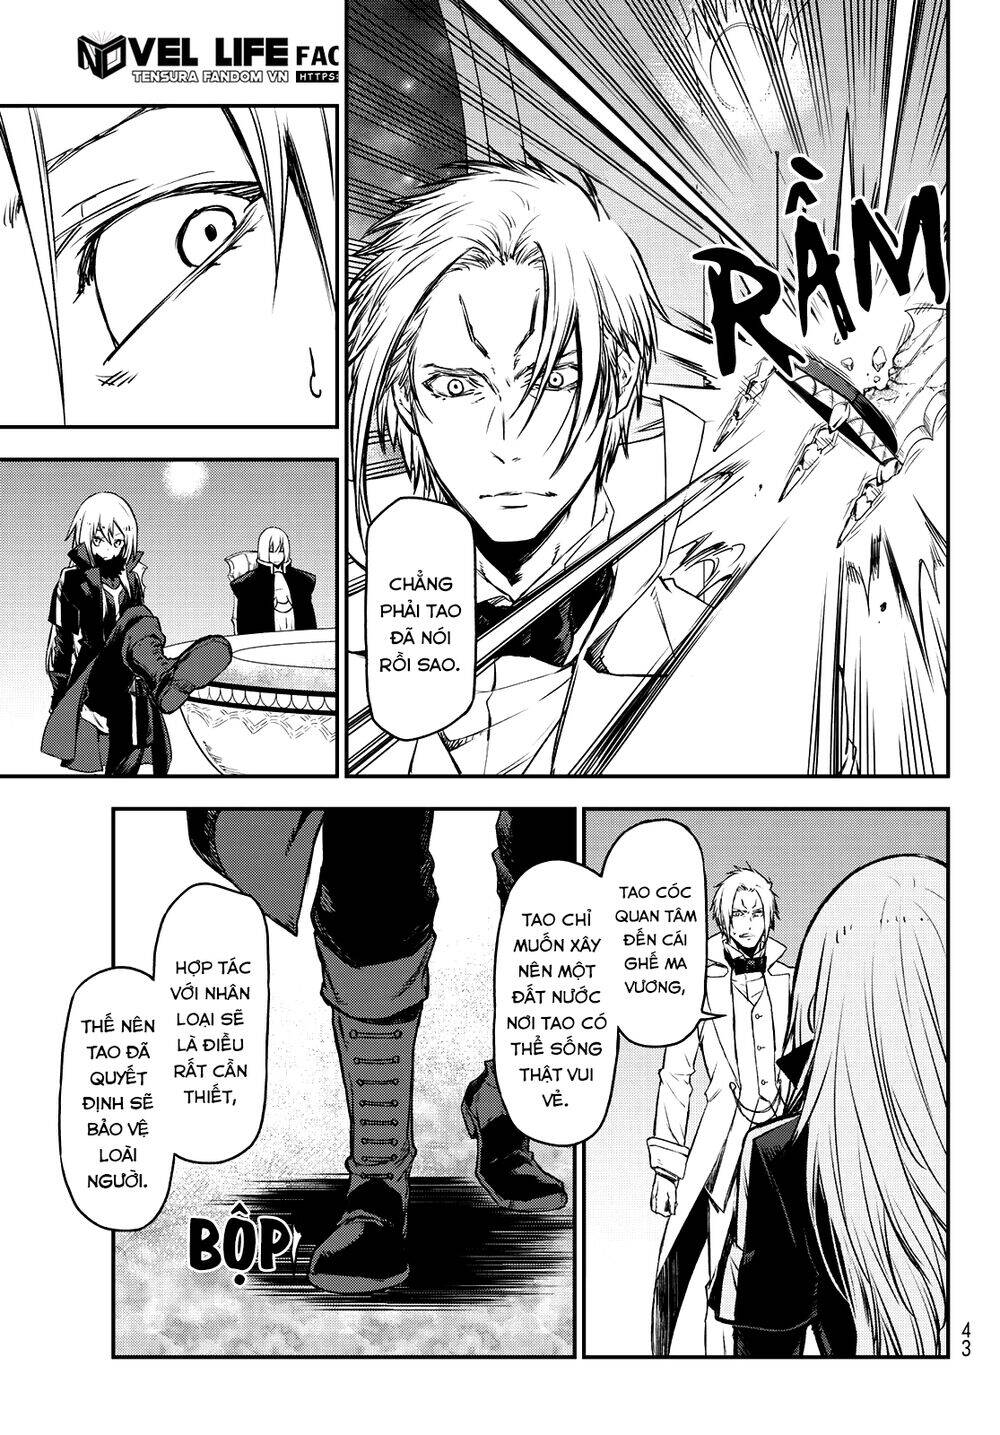 NOVEL LIFE FAC
TENSURA FANDOM VN HTTPS:
RẦM
CHẲNG
PHẢI TAO
ĐÃ NÓI
RỒI SAO.
TAO CÓC
QUAN TÂM
ĐẾN CÁI
GHẾ MA
VƯƠNG,
TAO CHỈ
MUỐN XÂY
NÊN MỘT
ĐẤT NƯỚC
NƠI TAO CÓ
THỂ SỐNG
THẬT VUI
VẺ.
HỢP TÁC
VỚI NHÂN
LOẠI SẼ
LÀ ĐIỀU
RẤT CẦN
THIẾT,
THẾ NÊN
TAO ĐÃ
QUYẾT
ĐỊNH SẼ
BẢO VỆ
LOÀI
NGƯỜI.
BỘP
43